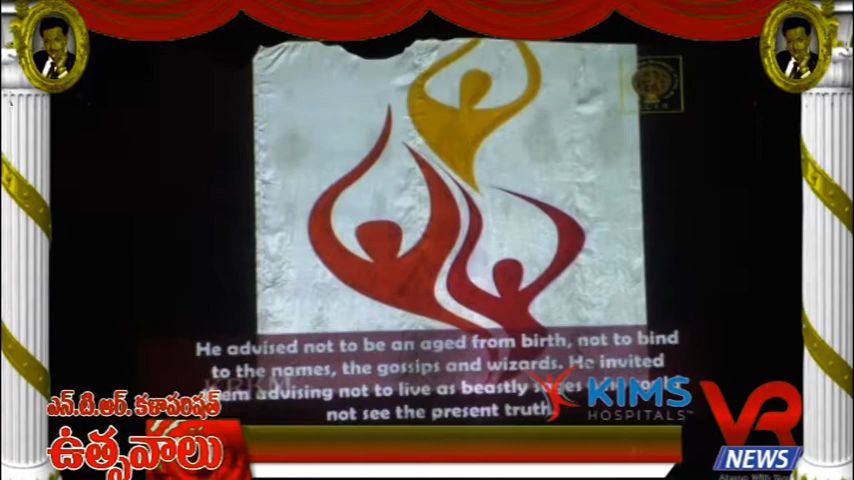 He advised not to be an aged from birth, not to bind
to the names, the gossips and wizards. He invited
advising not to live as beastly
not see the present truth
KIMS
HOSPITALS™
ఎన్.టి.ఆర్. కళాపరిషత్
ఉత్సవాలు
VR
NEWS